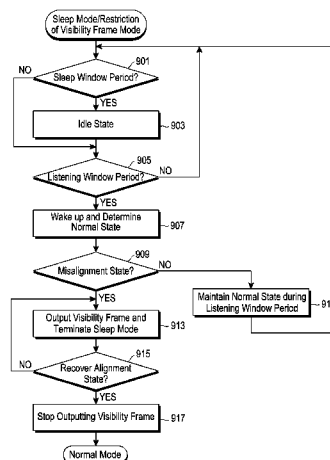 Sleep Mode/Restriction
of Visibility Frame Mode
901
NO
Sleep Window Period?
YES
Idle State
903
905
Listening Window Period?
NO
YES
Wake up and Determine
Normal State
907
909
Misalignment State?
NO
YES
Output Visibility Frame and
Terminate Sleep Mode
913
Maintain Normal State during
Listening Window Period
915
NO
Recover Alignment
State?
YES
Stop Outputting Visibility Frame
917
Normal Mode